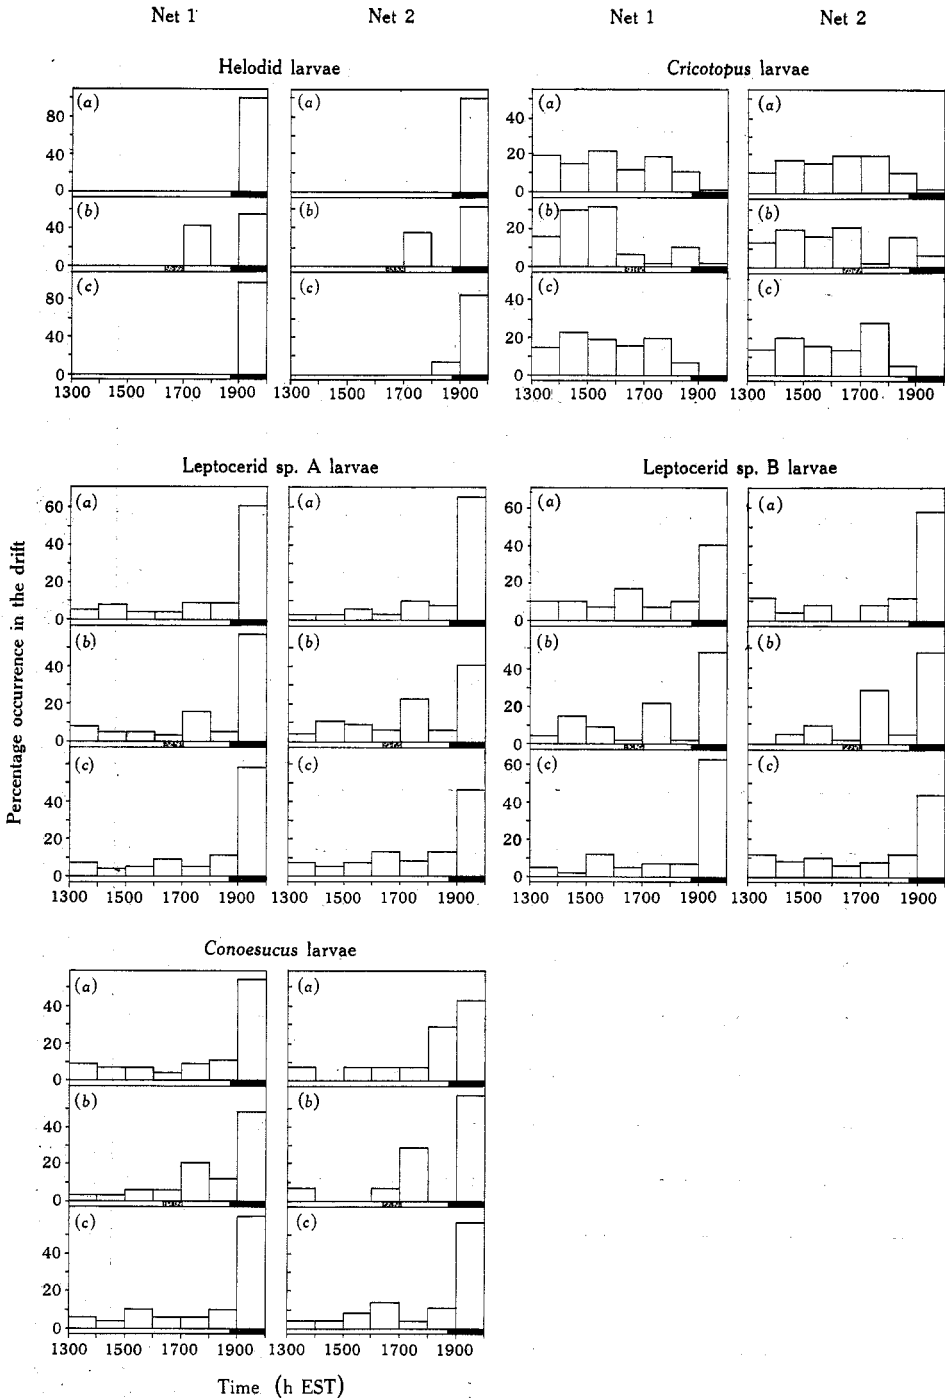 Net 1 Net 2 Net 1 Net 2
Helodid larvae Cricotopus larvae
(a) (a) (a) (a)
80
40
0
40
20
0
(b) (b) (b) (b)
40
0
20
0
(c) (c) (c) (c)
80
40
0
40
20
0
1300 1500 1700 1900 1300 1500 1700 1900 1300 1500 1700 1900 1300 1500 1700 1900
Leptocerid sp. A larvae Leptocerid sp. B larvae
(a) (a) (a) (a)
60
40
20
0
60
40
20
0
(b) (b) (b) (b)
40
20
0
40
20
0
(c) (c) (c) (c)
40
20
0
60
40
20
0
1300 1500 1700 1900 1300 1500 1700 1900 1300 1500 1700 1900 1300 1500 1700 1900
Percentage occurrence in the drift
Conoesucus larvae
(a) (a)
40
20
0
(b) (b)
40
20
0
(c) (c)
40
20
0
1300 1500 1700 1900 1300 1500 1700 1900
Time (h EST)